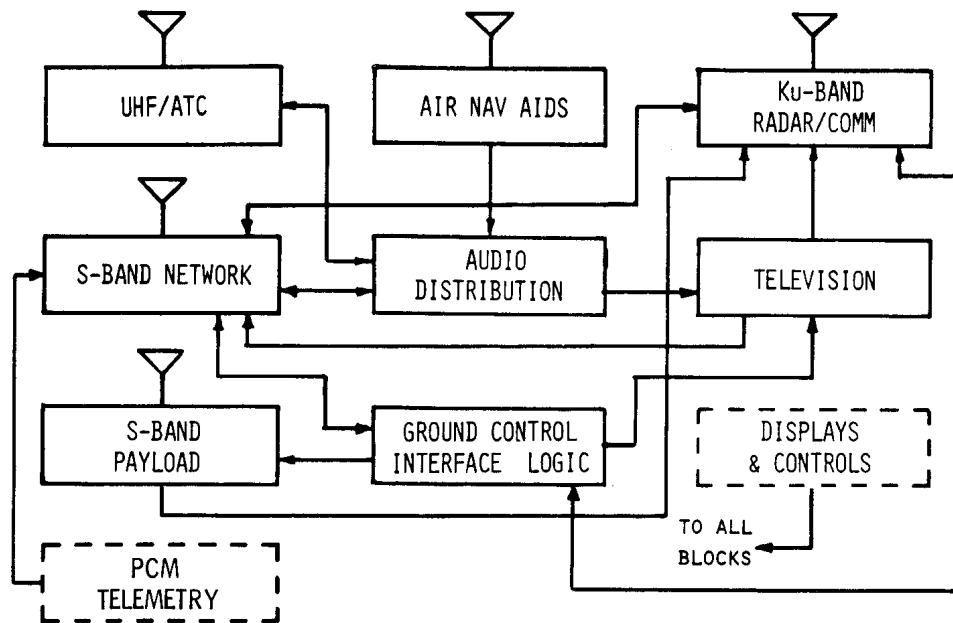 UHF/ATC
AIR NAV AIDS
Ku-BAND
RADAR/COMM
S-BAND NETWORK
AUDIO
DISTRIBUTION
TELEVISION
S-BAND
PAYLOAD
GROUND CONTROL
INTERFACE LOGIC
DISPLAYS
& CONTROLS
TO ALL
BLOCKS
PCM
TELEMETRY